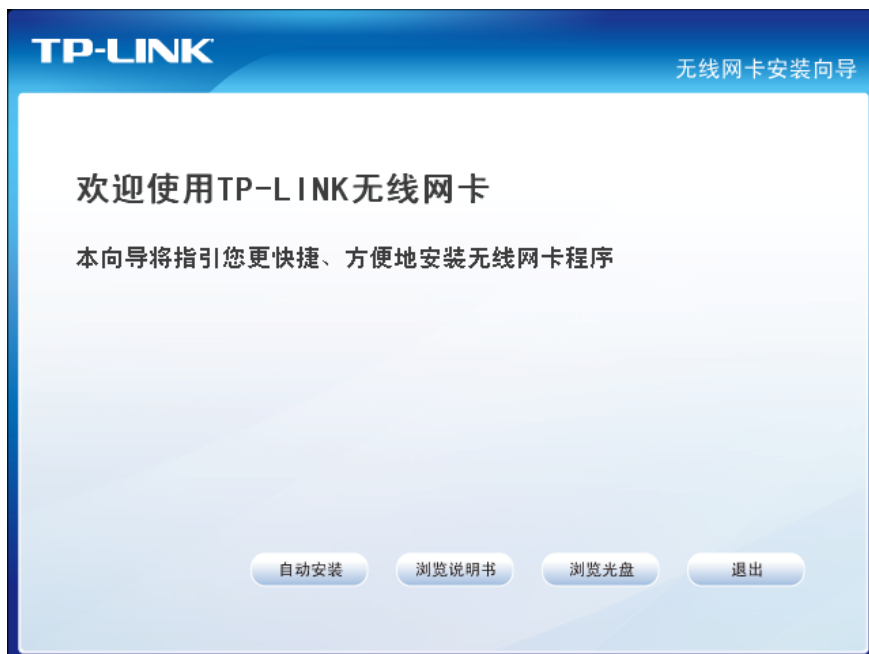 TP-LINK
无线网卡安装向导
欢迎使用TP-LINK无线网卡
本向导将指引您更快捷、方便地安装无线网卡程序
自动安装 浏览说明书 浏览光盘 退出